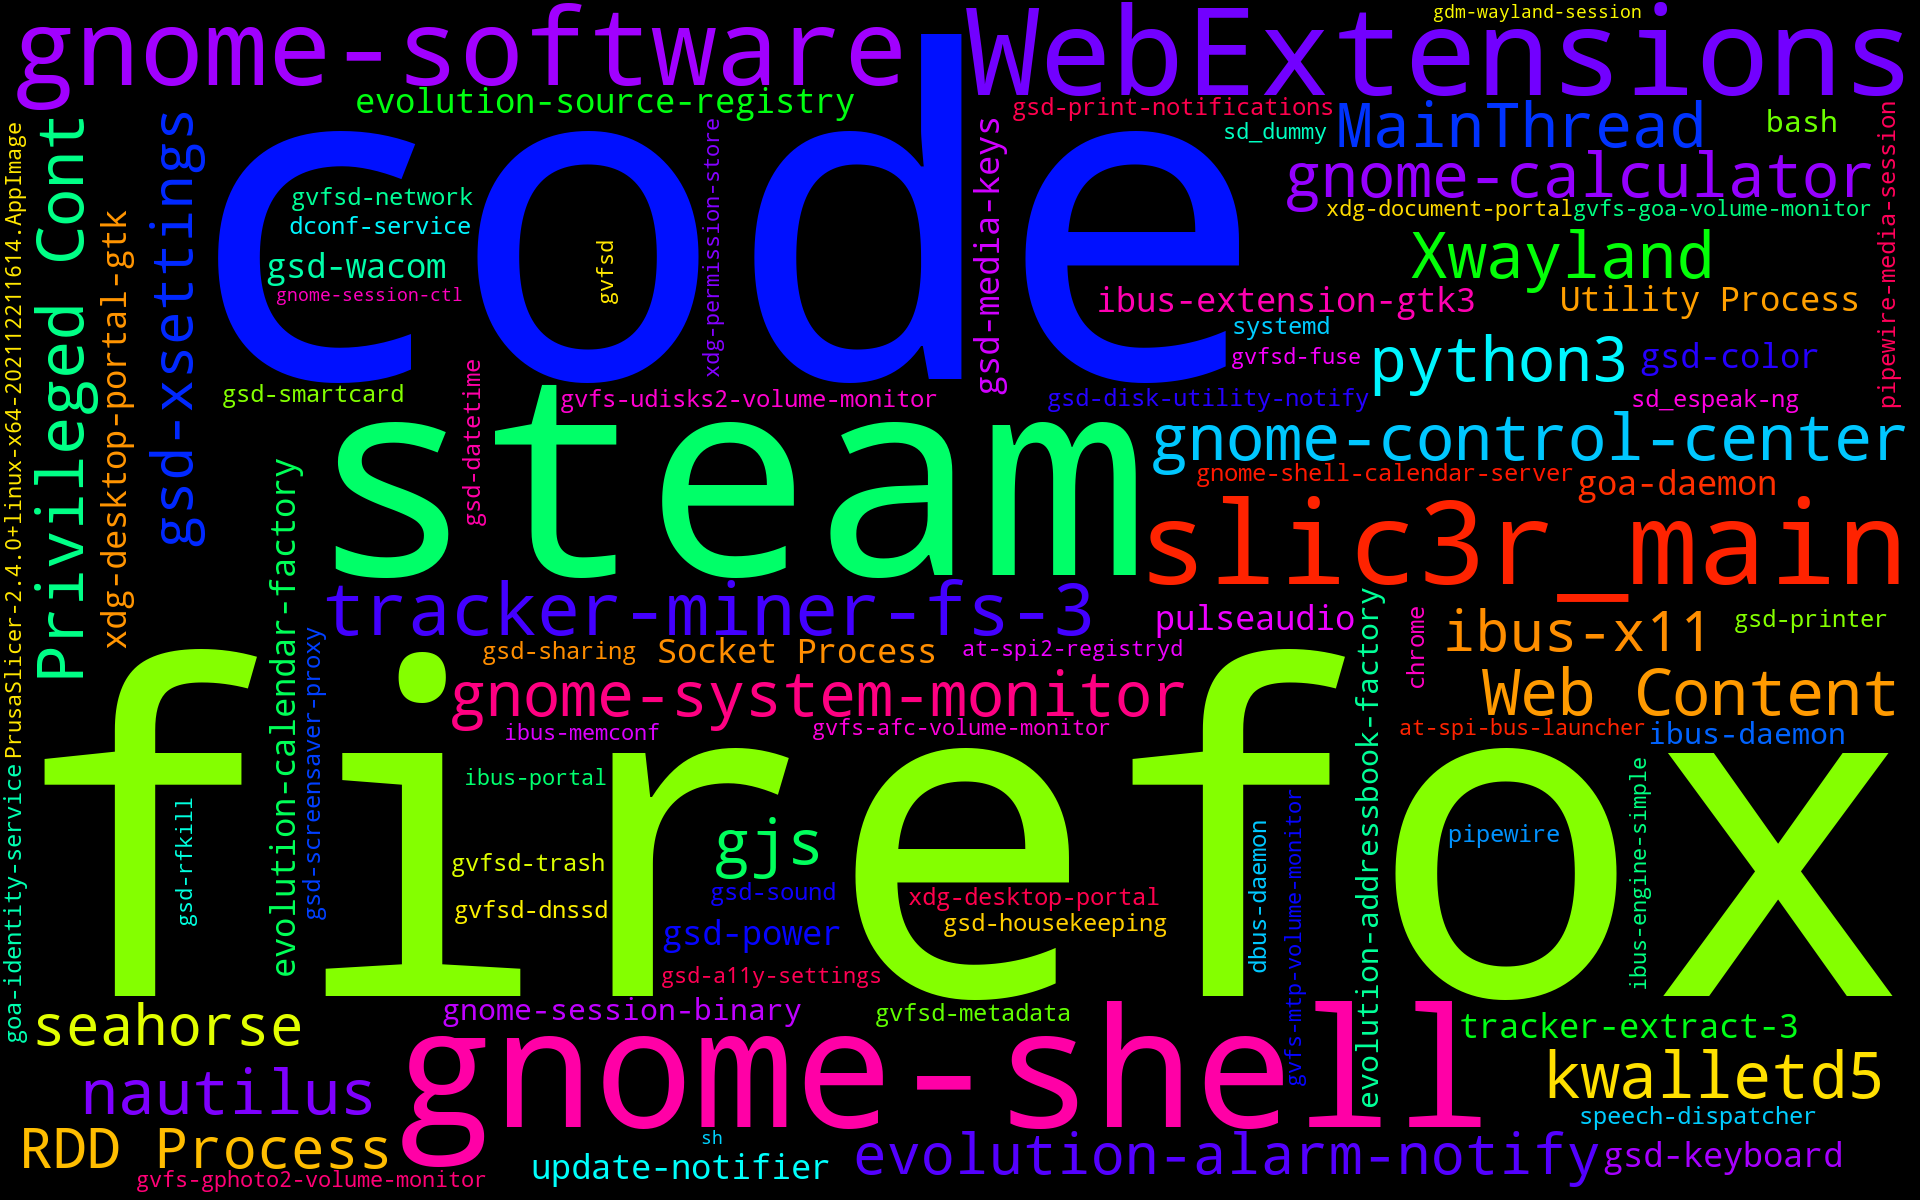 gdm-wayland-session
gnome-software
WebExtensions
evolution-source-registry
gsd-print-notifications
MainThread
bash
sd_dummy
code
gnome-calculator
PrusaSlicer-2.4.0+linux-x64-202112211614.AppImage
Privileged Cont
xdg-desktop-portal-gtk
gsd-xsettings
gvfsd-network
dconf-service
gsd-wacom
gnome-session-ctl
gvfsd
xdg-permission-store
gsd-media-keys
xdg-document-portal
gvfs-goa-volume-monitor
pipewire-media-session
Xwayland
ibus-extension-gtk3
Utility Process
systemd
gvfsd-fuse
python3
gsd-color
gsd-smartcard
gsd-datetime
gvfs-udisks2-volume-monitor
gsd-disk-utility-notify
sd_espeak-ng
steam
gnome-control-center
gnome-shell-calendar-server
goa-daemon
slic3r_main
evolution-calendar-factory
tracker-miner-fs-3
pulseaudio
chrome
ibus-x11
gsd-printer
gsd-screensaver-proxy
gsd-sharing
Socket Process
at-spi2-registryd
evolution-addressbook-factory
Web Content
gnome-system-monitor
ibus-memconf
gvfs-afc-volume-monitor
at-spi-bus-launcher
ibus-daemon
firefox
goa-identity-service
gsd-rfkill
ibus-portal
gvfsd-trash
gvfsd-dnssd
gjs
gsd-sound
gsd-power
gsd-a11y-settings
xdg-desktop-portal
gsd-housekeeping
dbus-daemon
gvfs-mtp-volume-monitor
pipewire
ibus-engine-simple
gnome-session-binary
gvfsd-metadata
seahorse
gnome-shell
tracker-extract-3
nautilus
kwalletd5
speech-dispatcher
RDD Process
sh
update-notifier
evolution-alarm-notify
gsd-keyboard
gvfs-gphoto2-volume-monitor